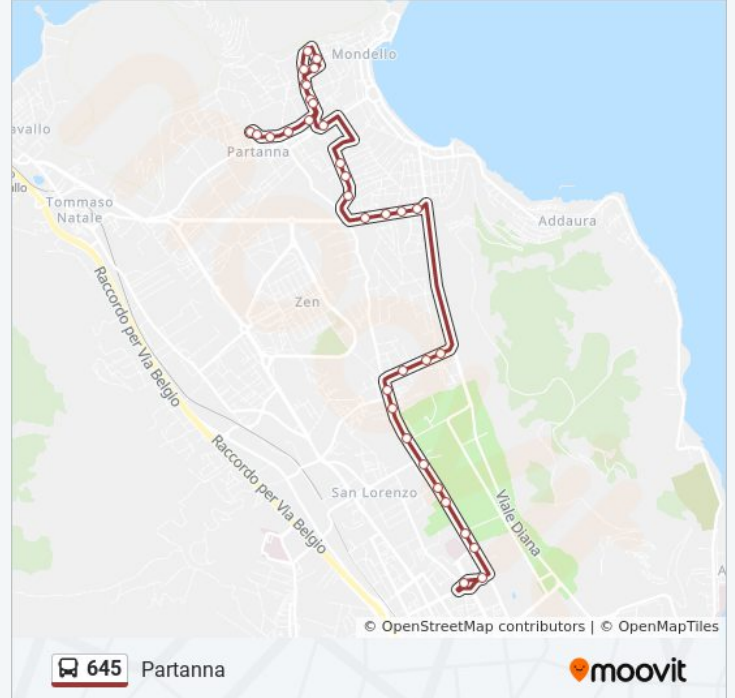 Mondello
avallo
Partanna
llo
Tommaso
Natale
Addaura
Zen
Raccordo per Via Belgio
San Lorenzo
Raccordo per Via Belgio
Viale Diana
A
© OpenStreetMap contributors | © OpenMapTiles
645 Partanna
moovit